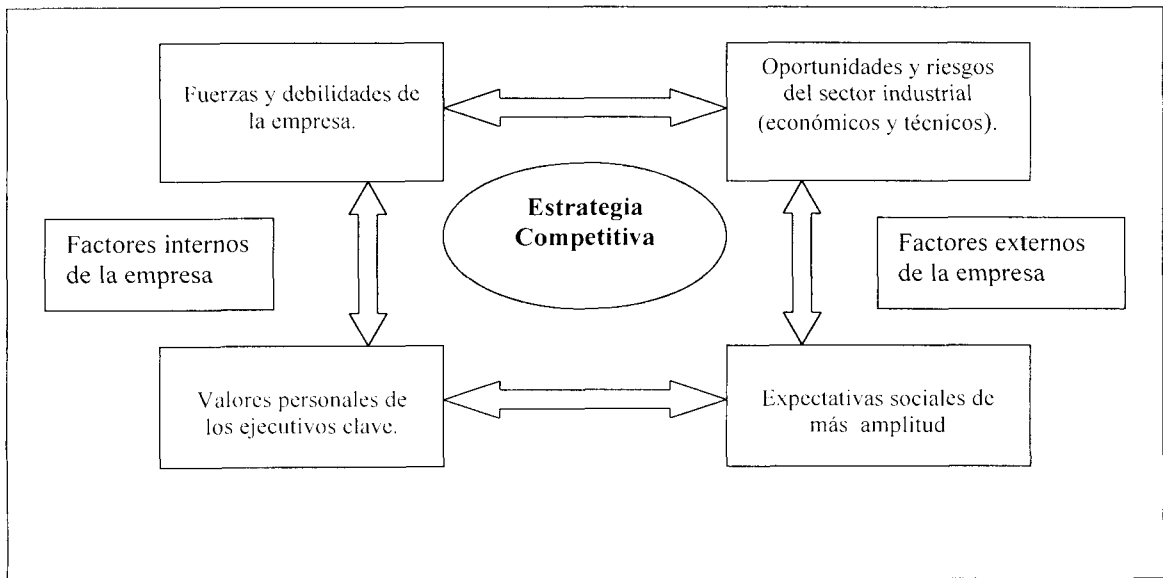 Fuerzas y debilidades de
la empresa.
Oportunidades y riesgos
del sector industrial
(económicos y técnicos).
Estrategia
Competitiva
Factores internos
de la empresa
Factores externos
de la empresa
Valores personales de
los ejecutivos clave.
Expectativas sociales de
más amplitud